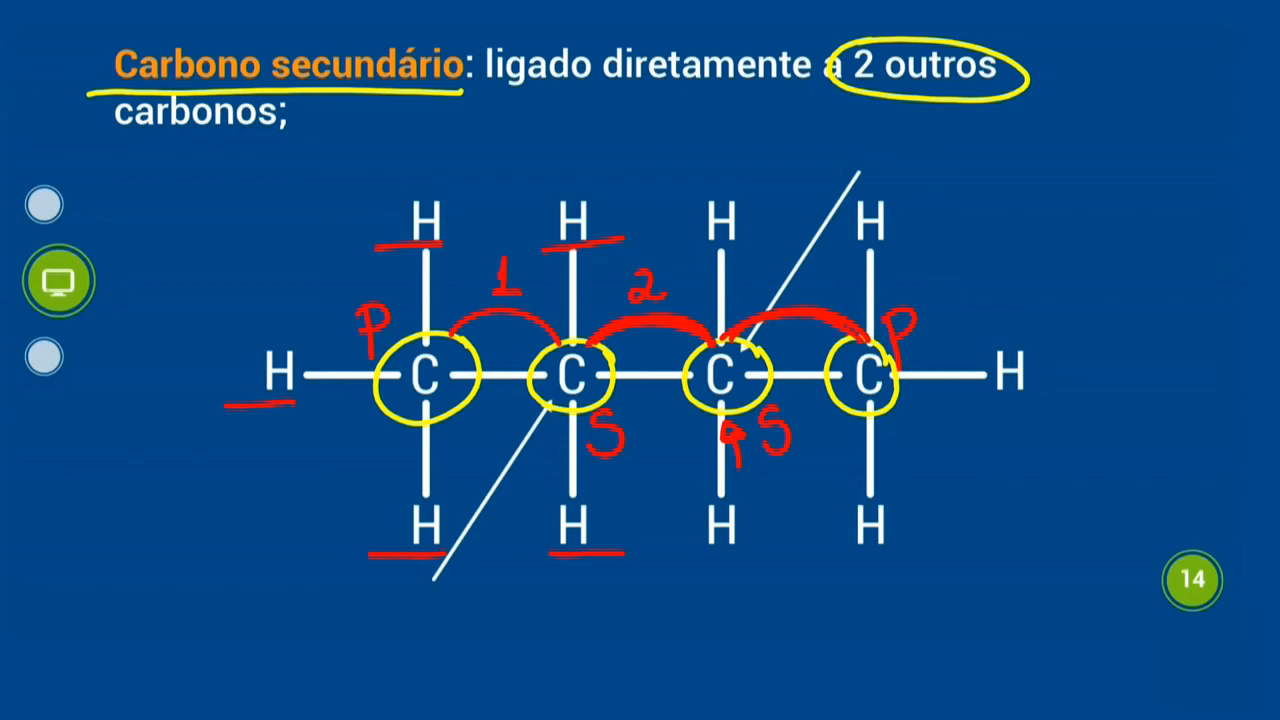 Carbono secundário: ligado diretamente a 2 outros
carbonos;
H H H H
1 2
P P
H C C C C H
S S
H H H H
14